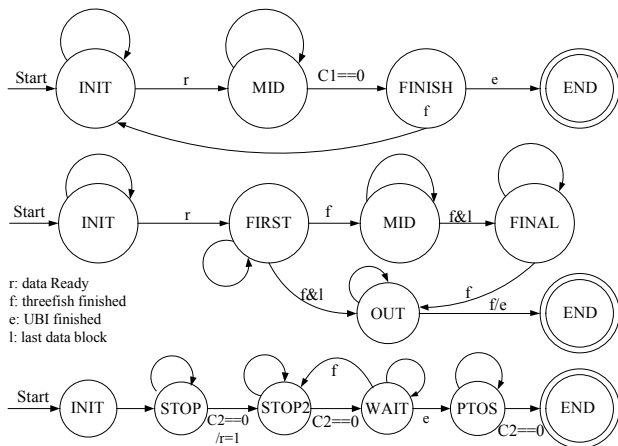 Start INIT r MID C1==0 FINISH e END
f
Start INIT r FIRST f MID f&l FINAL
r: data Ready
f: threefish finished
e: UBI finished
l: last data block
f&l OUT f f/e END
Start INIT STOP C2==0 STOP2 C2==0 WAIT e PTOS C2==0 END
/r=1
f